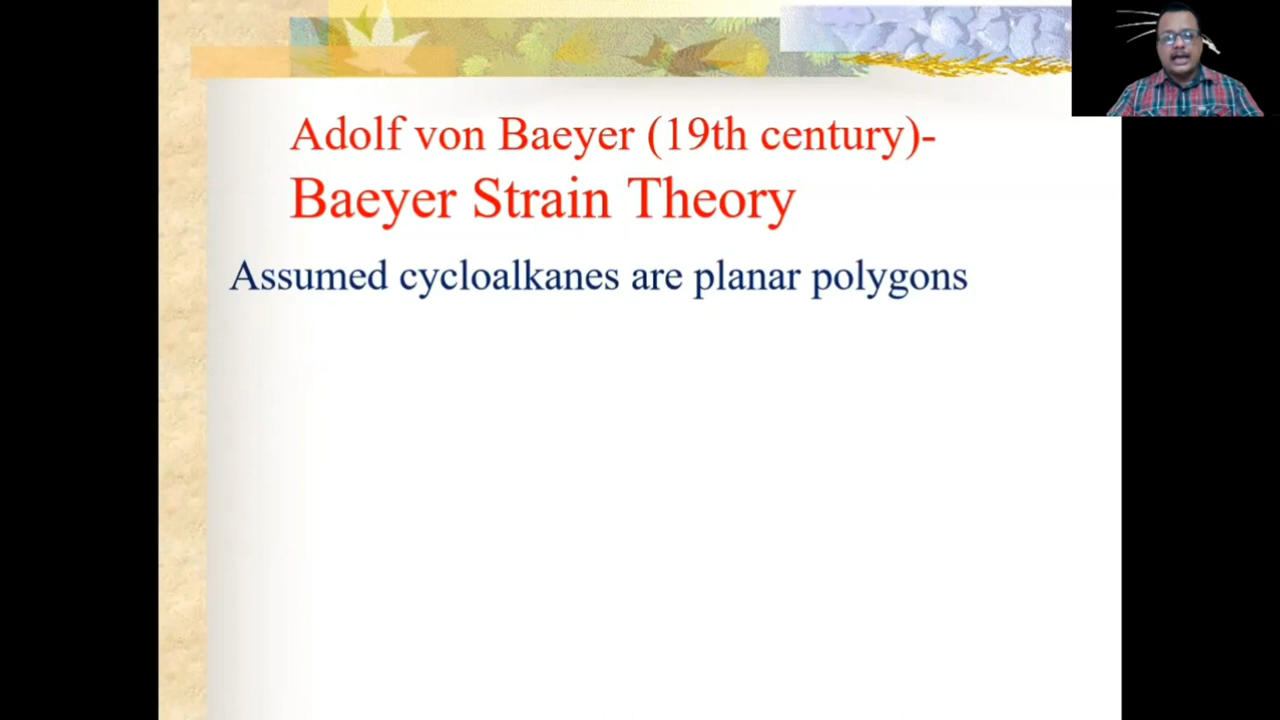 Adolf von Baeyer (19th century)-
Baeyer Strain Theory
Assumed cycloalkanes are planar polygons